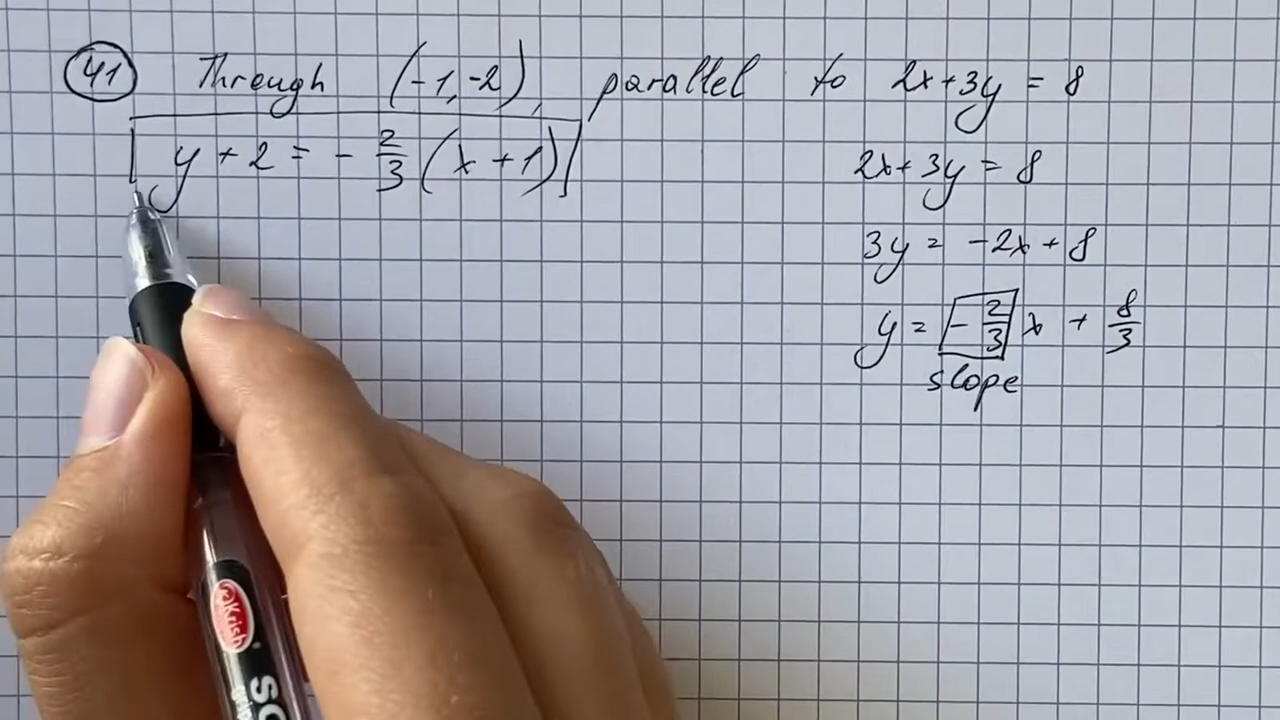 41 Through (-1,-2), parallel to 2x+3y = 8
y + 2 = - 2/3 (x + 1)
2x+3y = 8
3y = -2x + 8
y = - 2/3 x + 8/3
slope
Krish